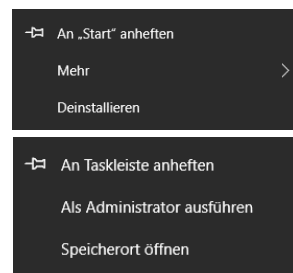 An „Start“ anheften
Mehr
Deinstallieren
An Taskleiste anheften
Als Administrator ausführen
Speicherort öffnen